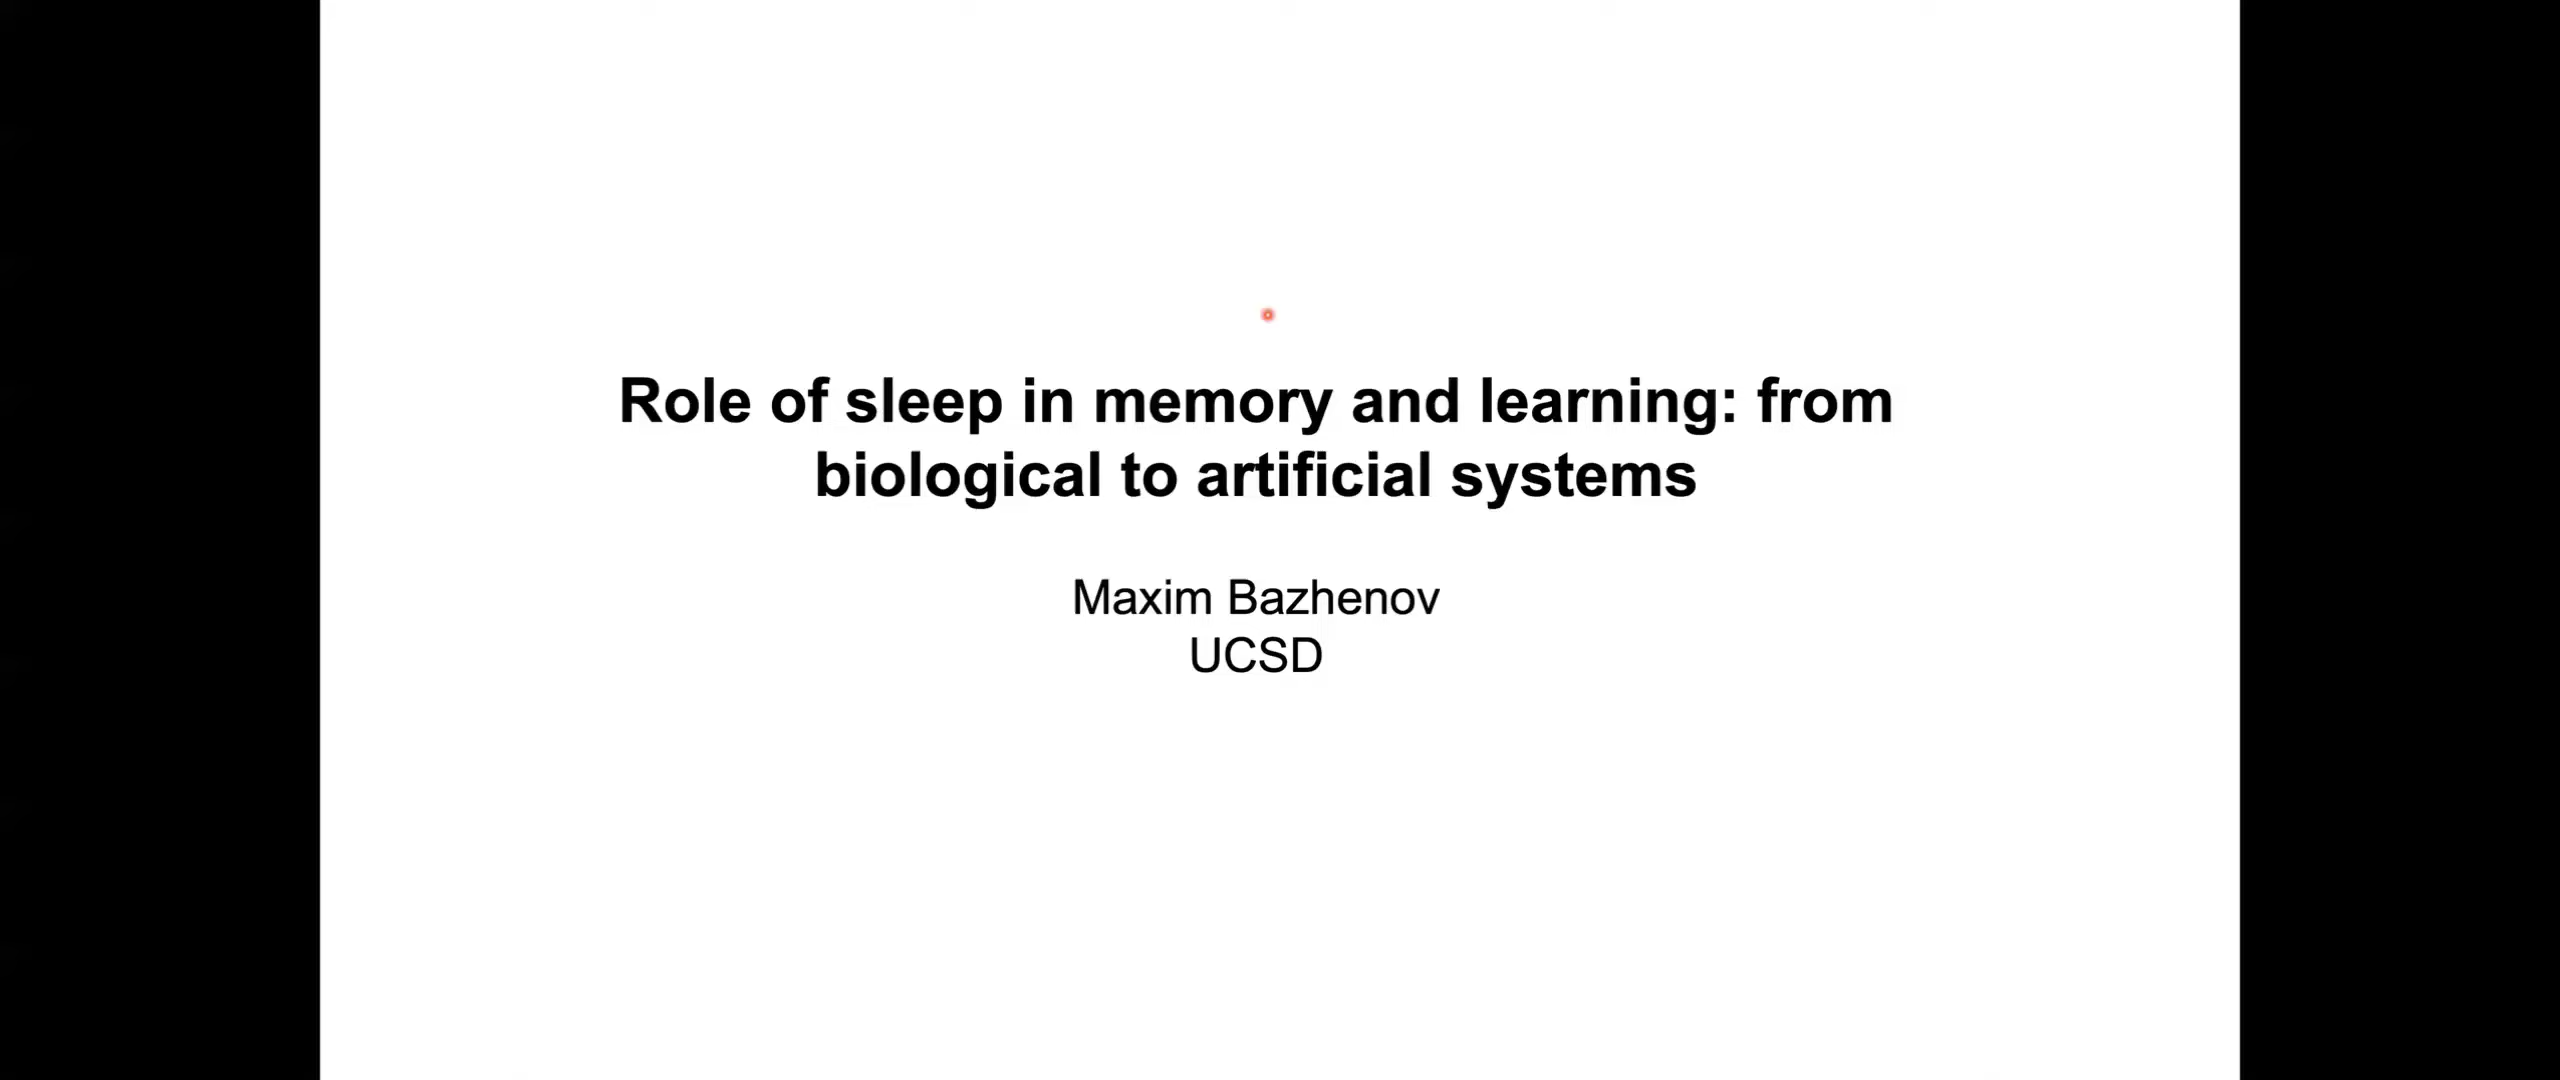 Role of sleep in memory and learning: from
biological to artificial systems
Maxim Bazhenov
UCSD